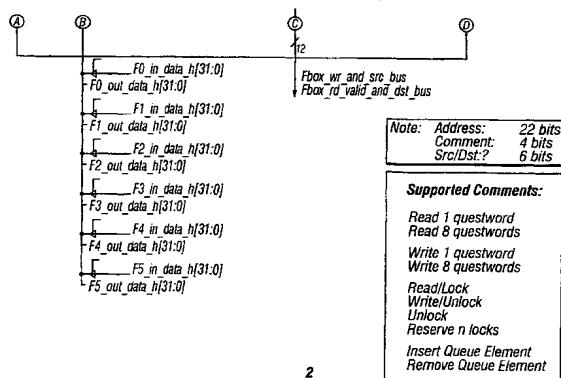 A B C D
12
F0_in_data_h[31:0]
F0_out_data_h[31:0]
F1_in_data_h[31:0]
F1_out_data_h[31:0]
F2_in_data_h[31:0]
F2_out_data_h[31:0]
F3_in_data_h[31:0]
F3_out_data_h[31:0]
F4_in_data_h[31:0]
F4_out_data_h[31:0]
F5_in_data_h[31:0]
F5_out_data_h[31:0]
Fbox_wr_and_src_bus
Fbox_rd_valid_and_dst_bus
Note: Address: 22 bits
Comment: 4 bits
Src/Dst:? 6 bits
Supported Comments:
Read 1 questword
Read 8 questwords
Write 1 questword
Write 8 questwords
Read/Lock
Write/Unlock
Unlock
Reserve n locks
Insert Queue Element
Remove Queue Element
2